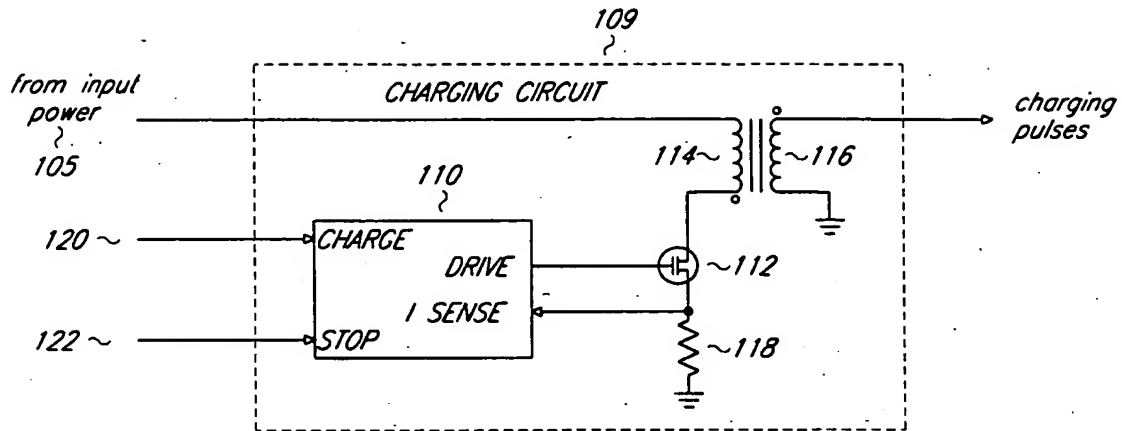 109
from input
power
105
CHARGING CIRCUIT
charging
pulses
114
116
110
120
CHARGE
DRIVE
112
I SENSE
122
STOP
118